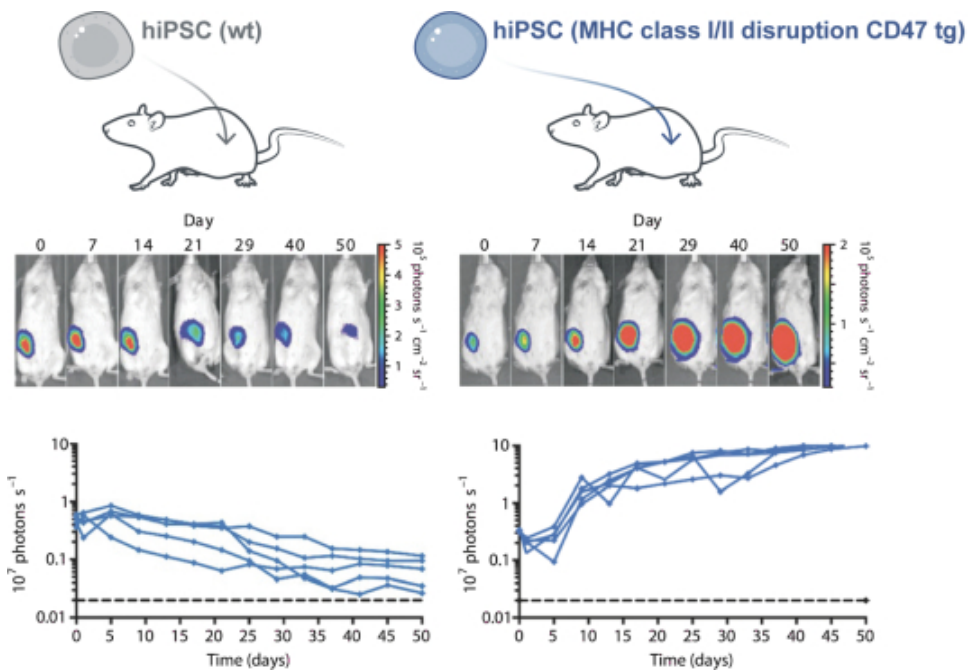 hiPSC (wt)
hiPSC (MHC class I/II disruption CD47 tg)
Day
0 7 14 21 29 40 50
5
4
3
2
1
10⁵ photons s⁻¹ cm⁻² sr⁻¹
Day
0 7 14 21 29 40 50
2
1
10⁵ photons s⁻¹ cm⁻² sr⁻¹
10
1
0.1
0.01
10⁷ photons s⁻¹
0 5 10 15 20 25 30 35 40 45 50
Time (days)
10
1
0.1
0.01
10⁷ photons s⁻¹
0 5 10 15 20 25 30 35 40 45 50
Time (days)